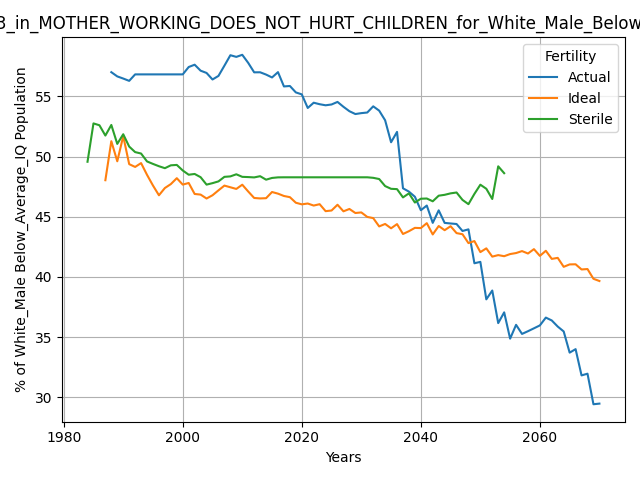 3_in_MOTHER_WORKING_DOES_NOT_HURT_CHILDREN_for_White_Male_Below
Fertility
Actual
Ideal
Sterile
% of White_Male Below_Average_IQ Population
55
50
45
40
35
30
1980
2000
2020
2040
2060
Years